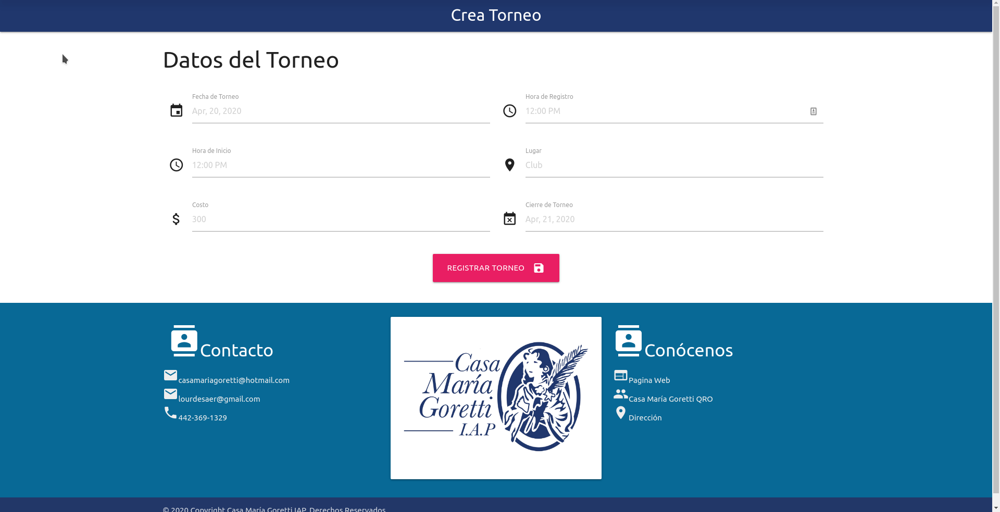 Crea Torneo
Datos del Torneo
Fecha de Torneo
Apr, 20, 2020
Hora de Registro
12:00 PM
Hora de Inicio
12:00 PM
Lugar
Club
Costo
300
Cierre de Torneo
Apr, 21, 2020
REGISTRAR TORNEO
Contacto
casamariagoretti@hotmail.com
lourdesaer@gmail.com
442-369-1329
Casa
María
Goretti
I.A.P
Conócenos
Pagina Web
Casa María Goretti QRO
Dirección
© 2020 Copyright Casa María Goretti IAP. Derechos Reservados